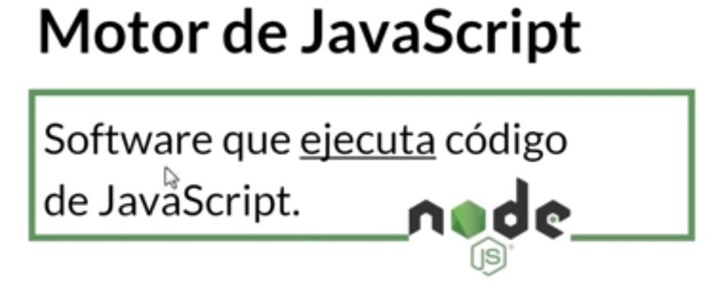 Motor de JavaScript
Software que ejecuta código
de JavaScript.
node
JS